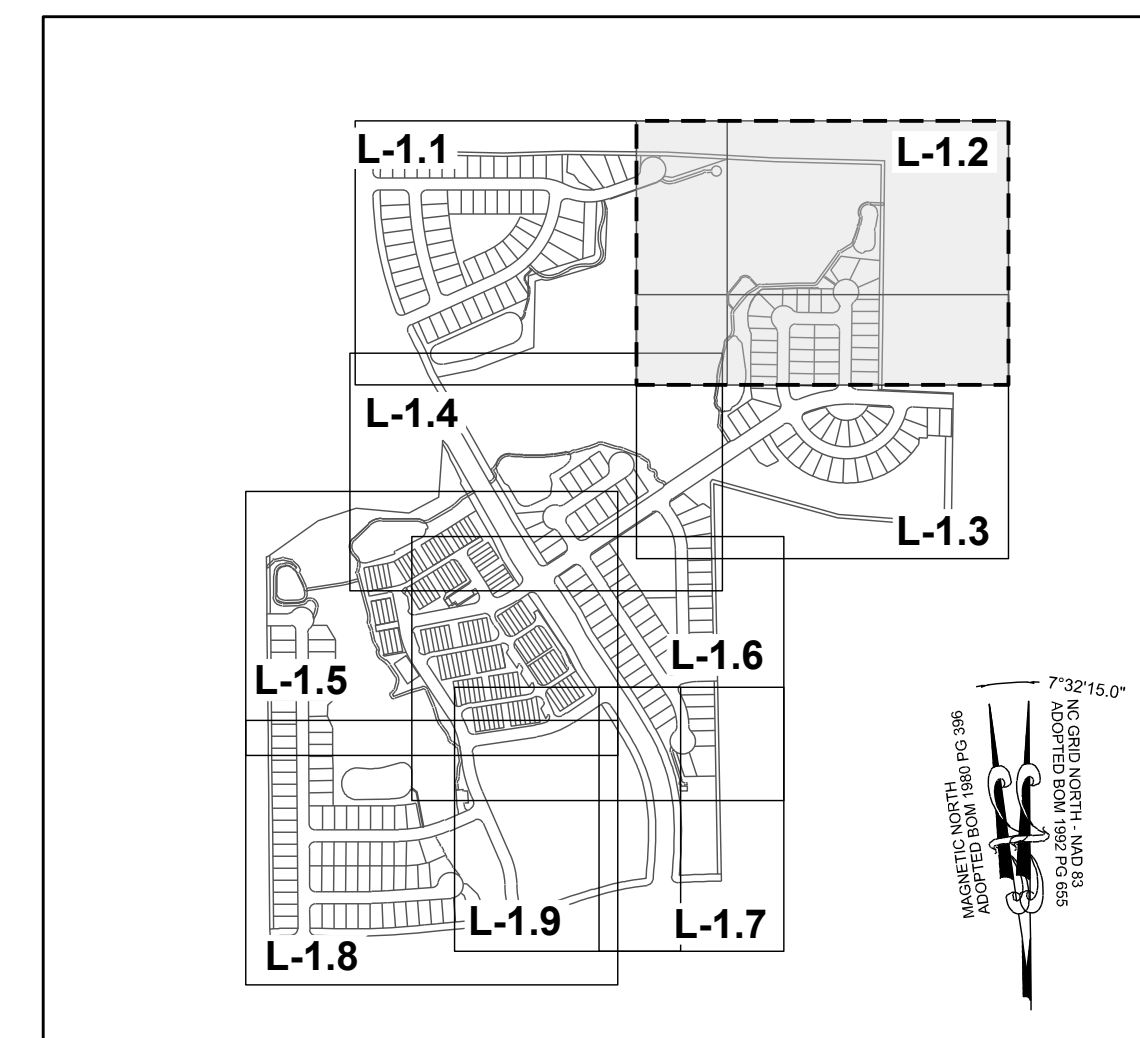 L-1.1
L-1.2
L-1.4
L-1.3
L-1.6
L-1.5
7°32'15.0"
MAGNETIC NORTH
ADOPTED BOM 1980 PG 396
NC GRID NORTH - NAD 83
ADOPTED BOM 1992 PG 655
L-1.9
L-1.7
L-1.8